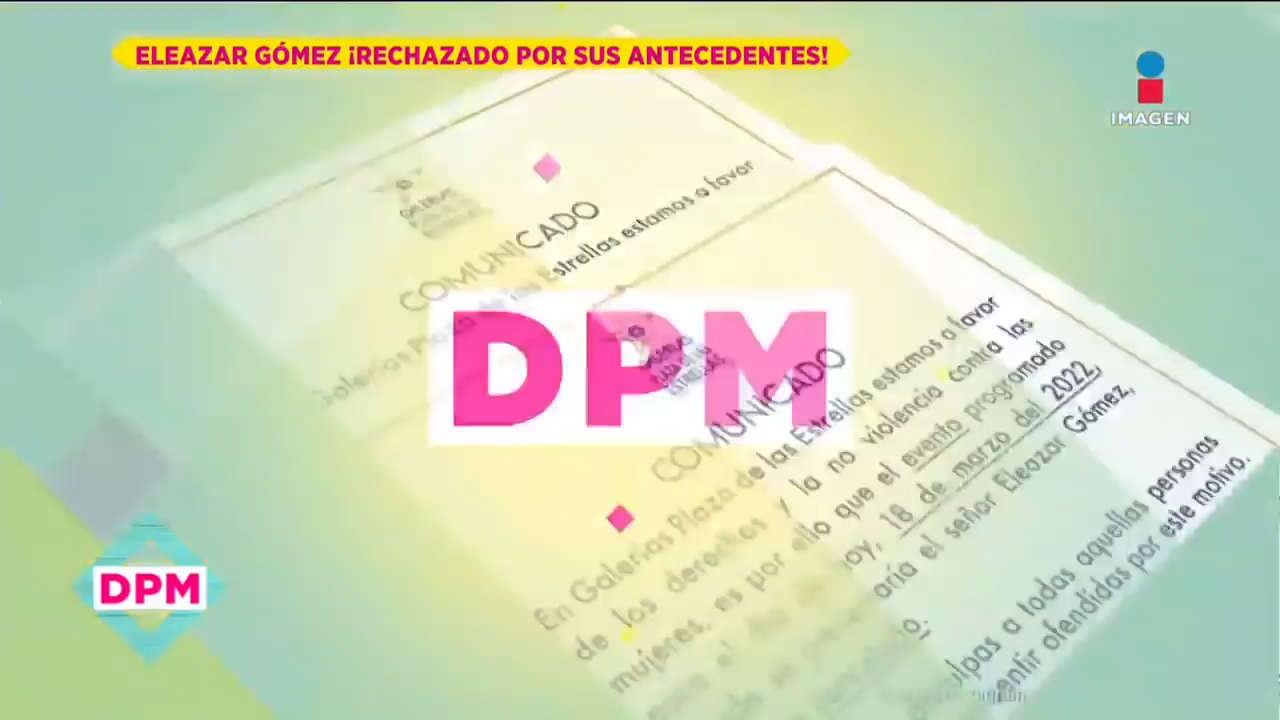 ELEAZAR GÓMEZ ¡RECHAZADO POR SUS ANTECEDENTES!
IMAGEN
COMUNICADO
Galerías Plaza de las Estrellas estamos a favor
DPM
COMUNICADO
En Galerías Plaza de las Estrellas estamos a favor
de los derechos y la no violencia contra las
mujeres, es por ello que el evento programado
para el 18 de marzo del 2022,
el señor Eleazar Gómez,
a todas aquellas personas
por este motivo.
DPM